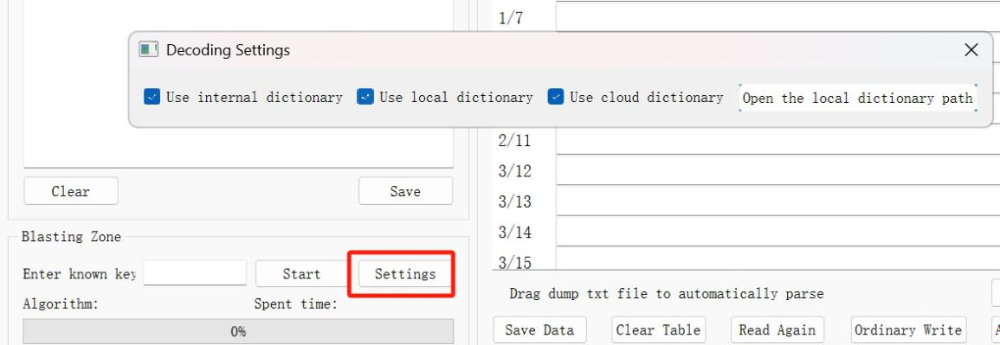 1/7
Decoding Settings
Use internal dictionary Use local dictionary Use cloud dictionary Open the local dictionary path
2/11
3/12
Clear Save
3/13
3/14
Blasting Zone
3/15
Enter known key Start Settings
Drag dump txt file to automatically parse
Algorithm: Spent time:
0%
Save Data Clear Table Read Again Ordinary Write A